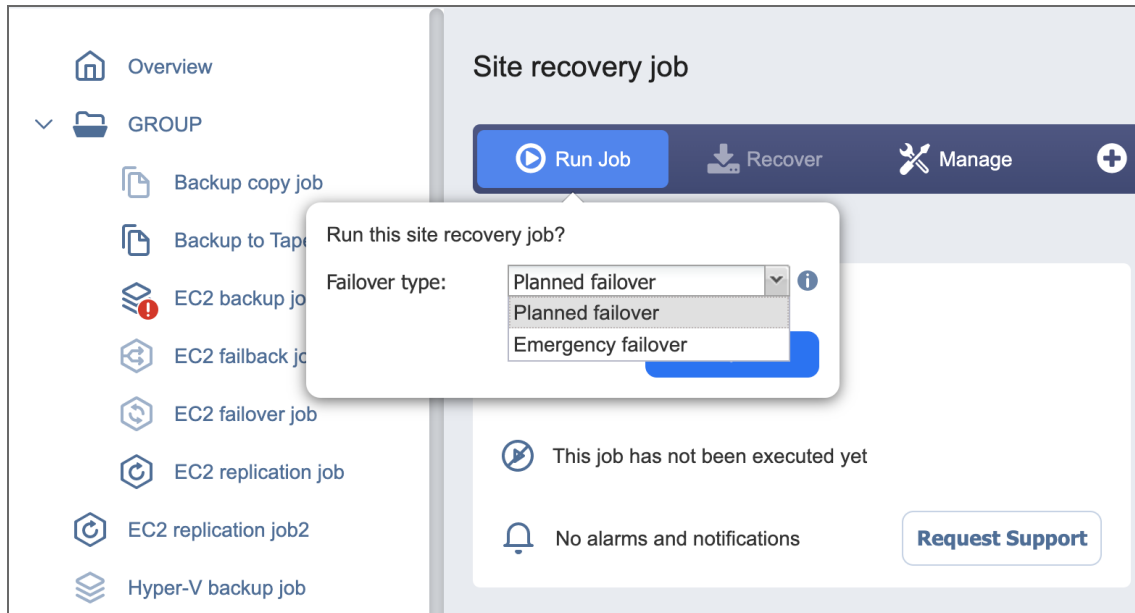 Overview
GROUP
Backup copy job
Backup to Tape
EC2 backup jo
EC2 failback jo
EC2 failover job
EC2 replication job
EC2 replication job2
Hyper-V backup job
Site recovery job
Run Job
Recover
Manage
Run this site recovery job?
Failover type:
Planned failover
Planned failover
Emergency failover
This job has not been executed yet
No alarms and notifications
Request Support